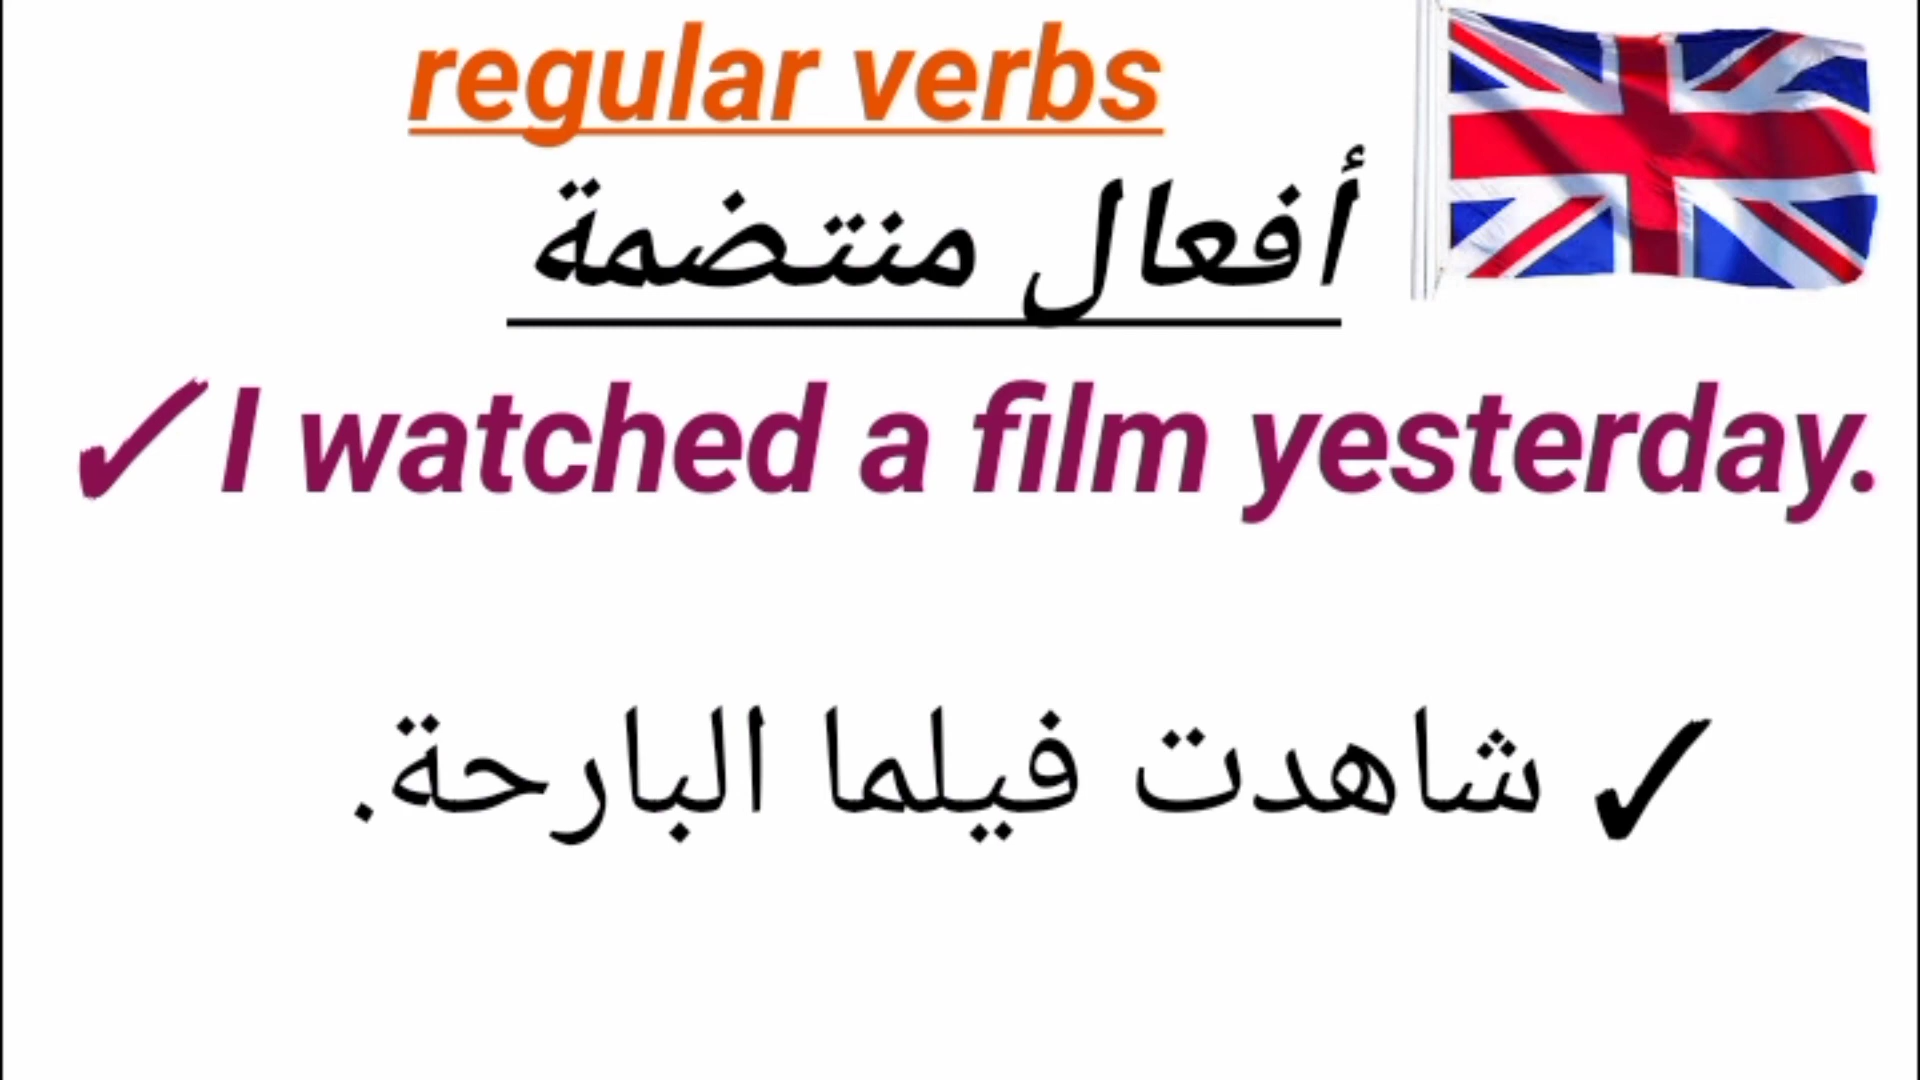 regular verbs
أفعال منتضمة
✓ I watched a film yesterday.
✓ شاهدت فيلما البارحة.